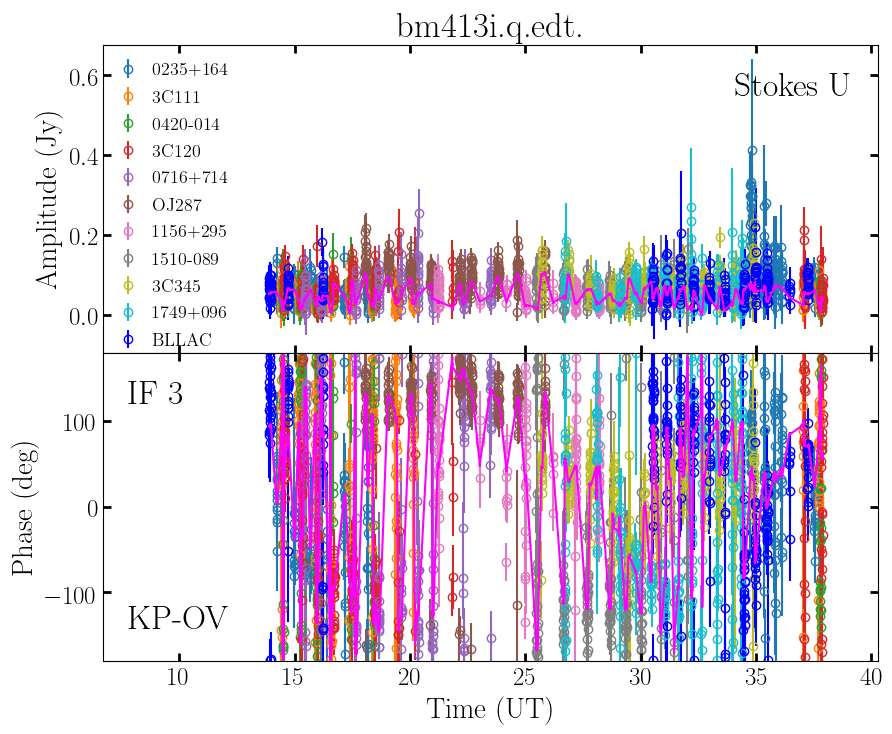 bm413i.q.edt.
Stokes U
Amplitude (Jy)
0.6
0.4
0.2
0.0
0235+164
3C111
0420-014
3C120
0716+714
OJ287
1156+295
1510-089
3C345
1749+096
BLLAC
IF 3
KP-OV
Phase (deg)
100
0
−100
10 15 20 25 30 35 40
Time (UT)